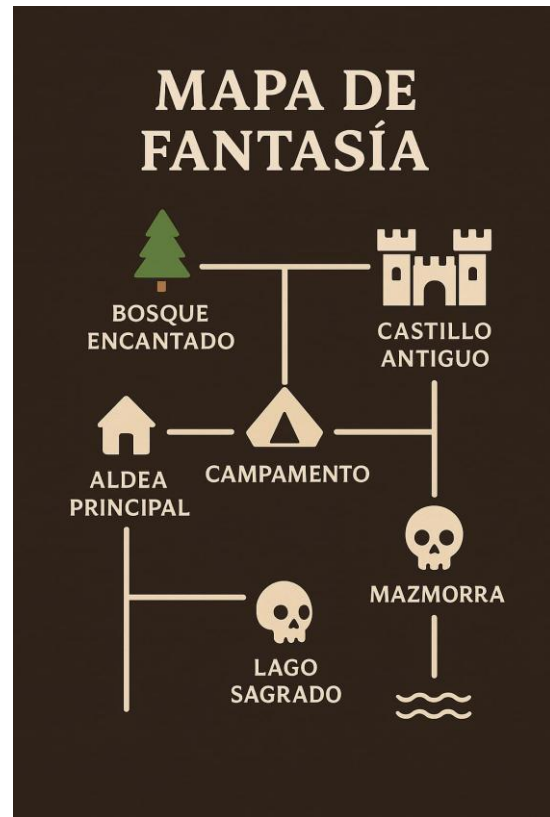 MAPA DE
FANTASÍA
BOSQUE
ENCANTADO
CASTILLO
ANTIGUO
ALDEA
PRINCIPAL
CAMPAMENTO
MAZMORRA
LAGO
SAGRADO